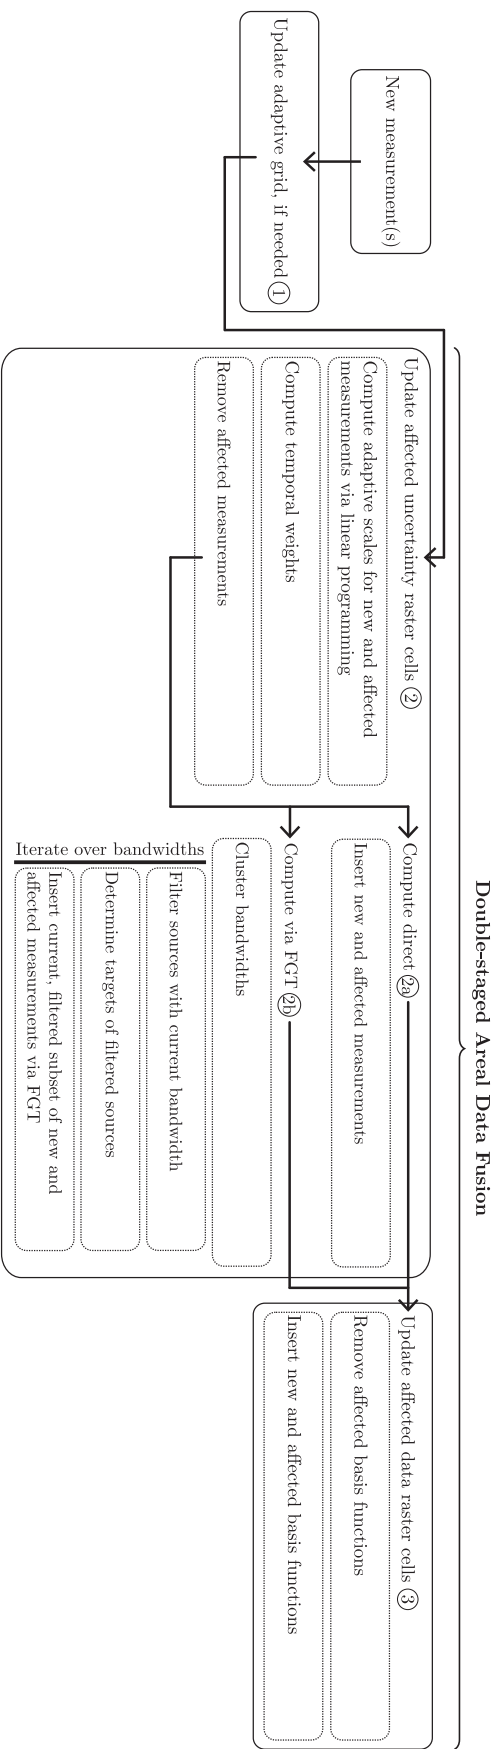 Double-staged Areal Data Fusion
New measurement(s)
Update adaptive grid, if needed 1
Update affected uncertainty raster cells 2
Compute adaptive scales for new and affected
measurements via linear programming
Compute temporal weights
Remove affected measurements
Compute direct 2a
Insert new and affected measurements
Compute via FGT 2b
Cluster bandwidths
Iterate over bandwidths
Filter sources with current bandwidth
Determine targets of filtered sources
Insert current, filtered subset of new and
affected measurements via FGT
Update affected data raster cells 3
Remove affected basis functions
Insert new and affected basis functions